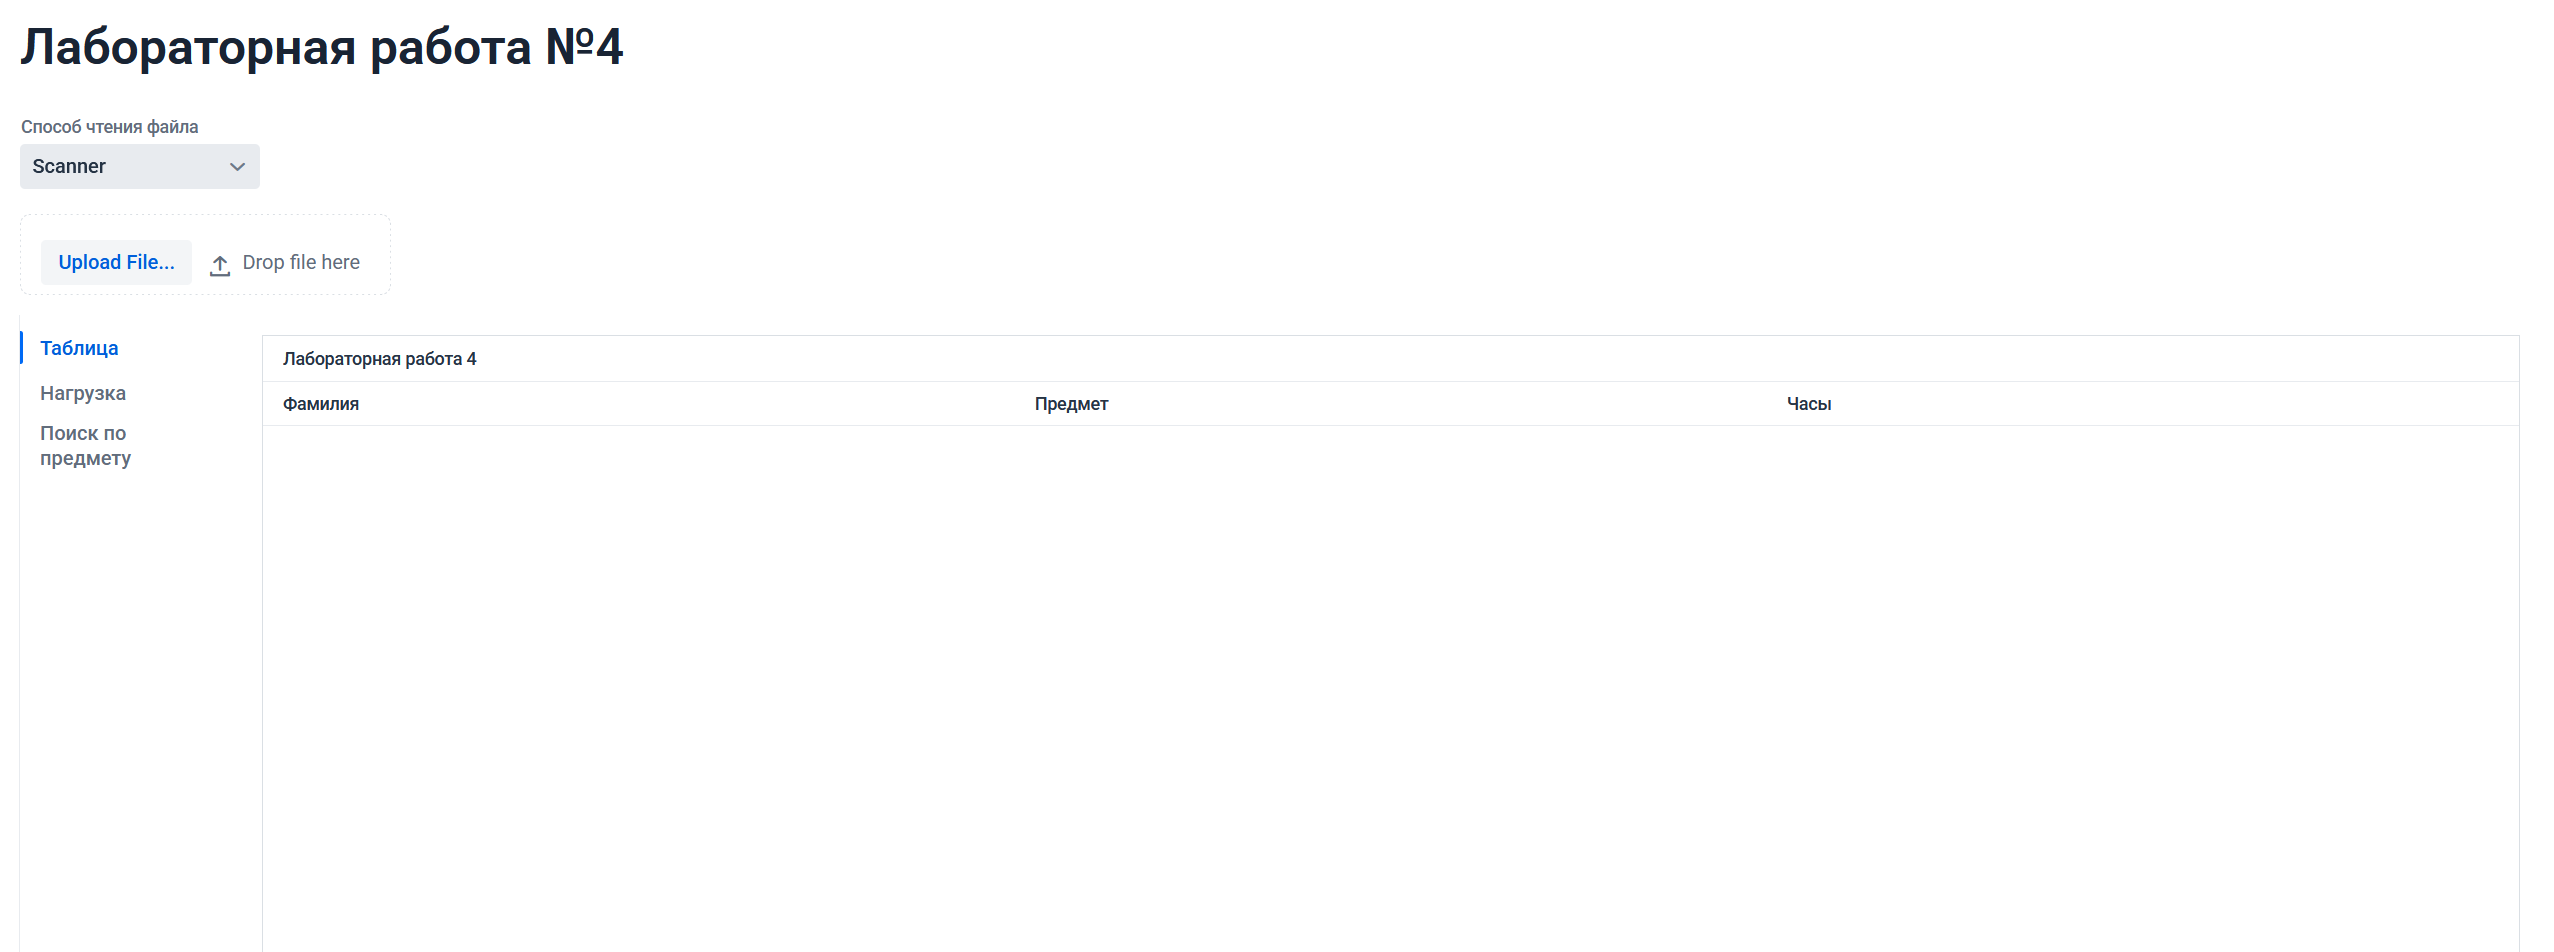 Лабораторная работа №4
Способ чтения файла
Scanner
Upload File...
Drop file here
Таблица
Нагрузка
Поиск по
предмету
Лабораторная работа 4
Фамилия
Предмет
Часы